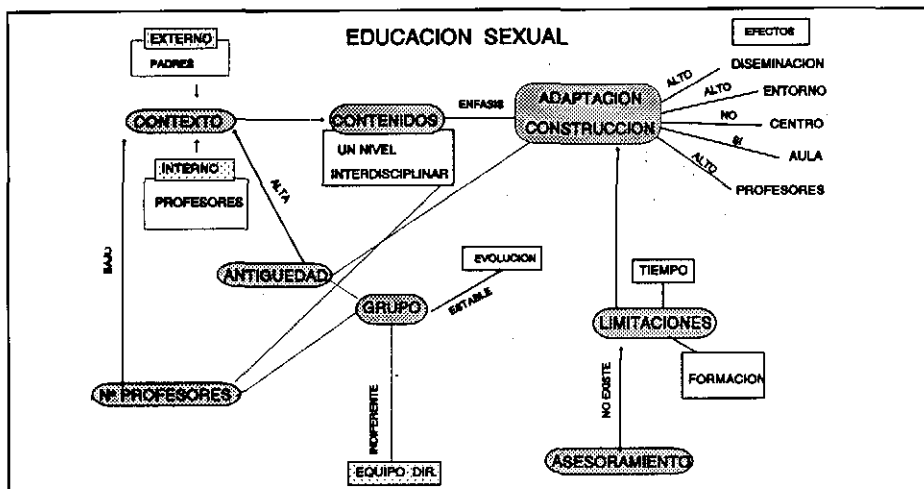 EDUCACION SEXUAL
EXTERNO
PADRES
CONTEXTO
INTERNO
PROFESORES
CONTENIDOS
UN NIVEL
INTERDISCIPLINAR
ENFASIS
ADAPTACION
CONSTRUCCION
EFECTOS
ALTO
DISEMINACION
ALTO
ENTORNO
NO
CENTRO
SI
AULA
ALTO
PROFESORES
BAJO
ALTA
ANTIGUEDAD
GRUPO
EVOLUCION
ESTABLE
TIEMPO
LIMITACIONES
FORMACION
Nº PROFESORES
INDIFERENTE
EQUIPO DIR.
NO EXISTE
ASESORAMIENTO